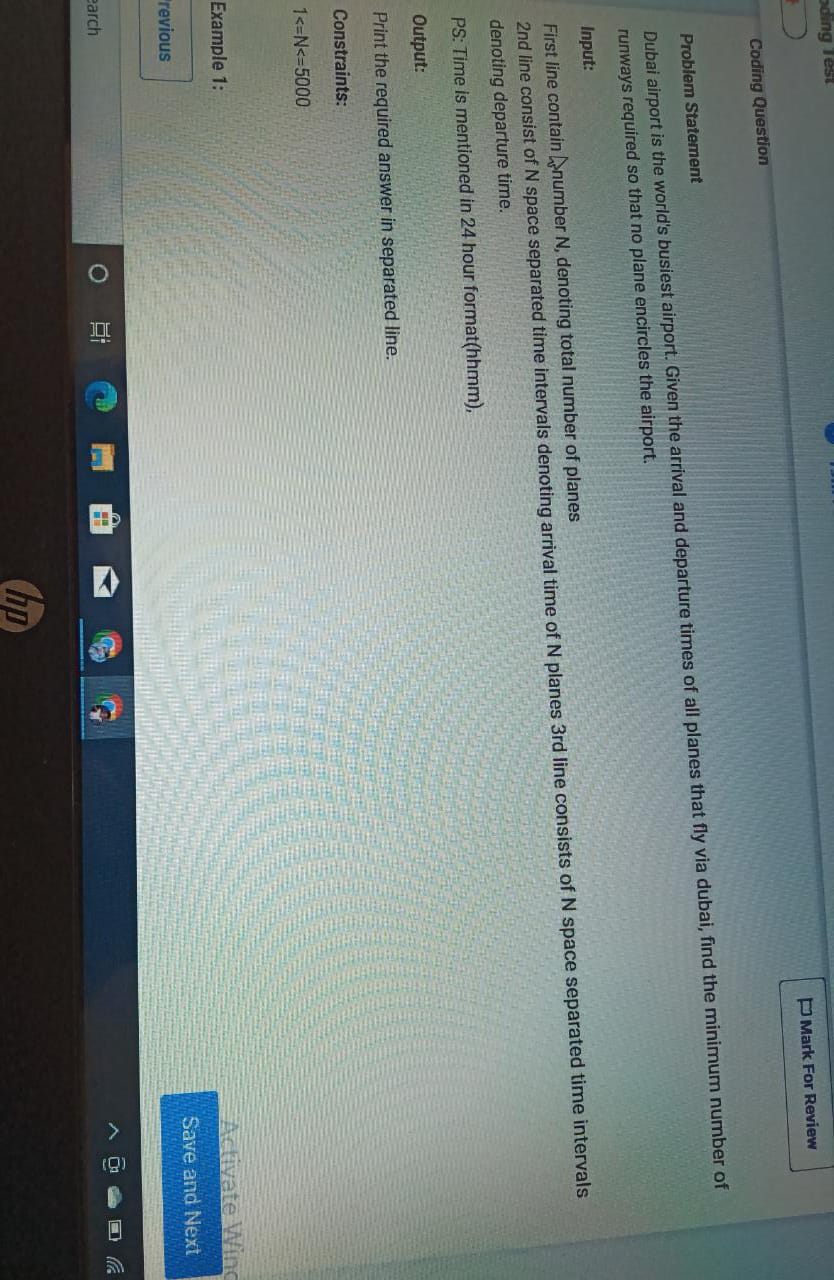 Coding Question
Mark For Review
Problem Statement
Dubai airport is the world's busiest airport. Given the arrival and departure times of all planes that fly via dubai, find the minimum number of
runways required so that no plane encircles the airport.
Input:
First line contain number N, denoting total number of planes
2nd line consist of N space separated time intervals denoting arrival time of N planes 3rd line consists of N space separated time intervals
denoting departure time.
PS: Time is mentioned in 24 hour format(hhmm).
Output:
Print the required answer in separated line.
Constraints:
1<=N<=5000
Example 1:
Activate Wind
revious
Save and Next
earch
hp